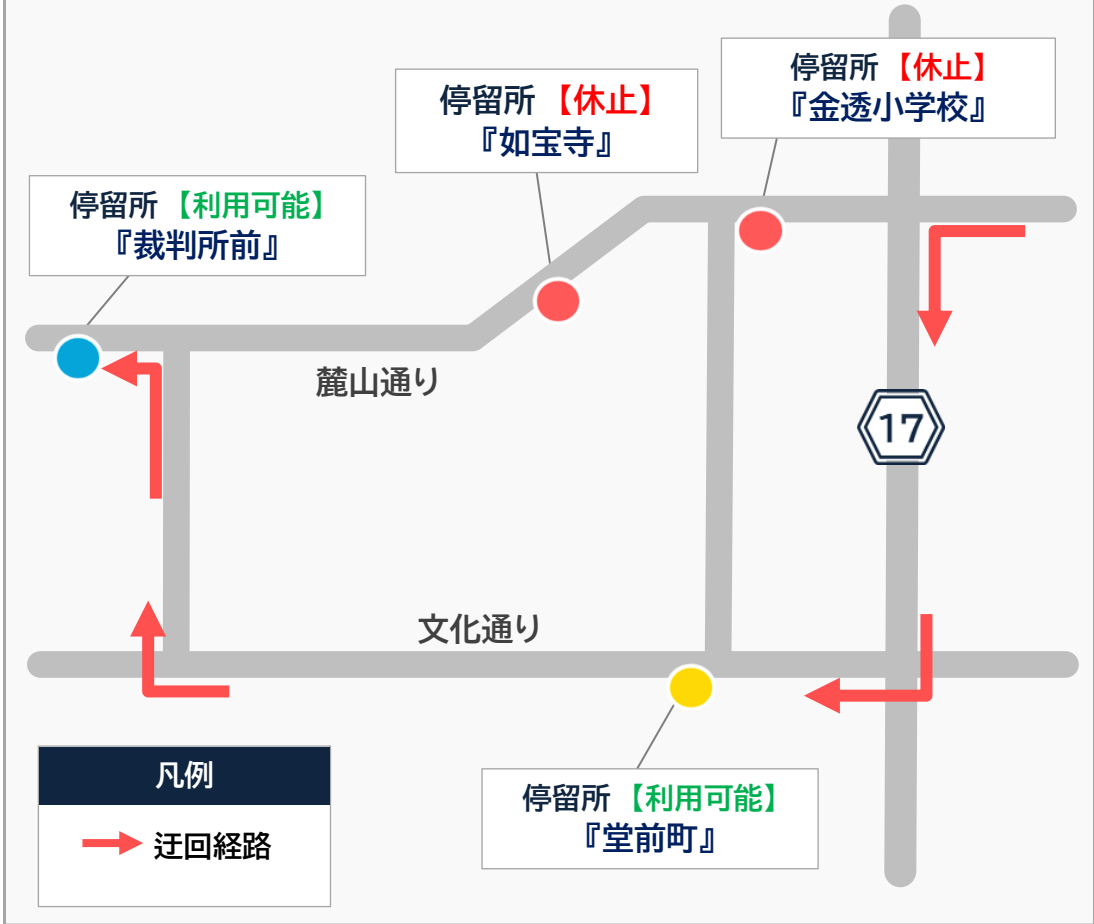 停留所【休止】
『金透小学校』
停留所【休止】
『如宝寺』
停留所【利用可能】
『裁判所前』
麓山通り
17
文化通り
停留所【利用可能】
『堂前町』
凡例
迂回経路